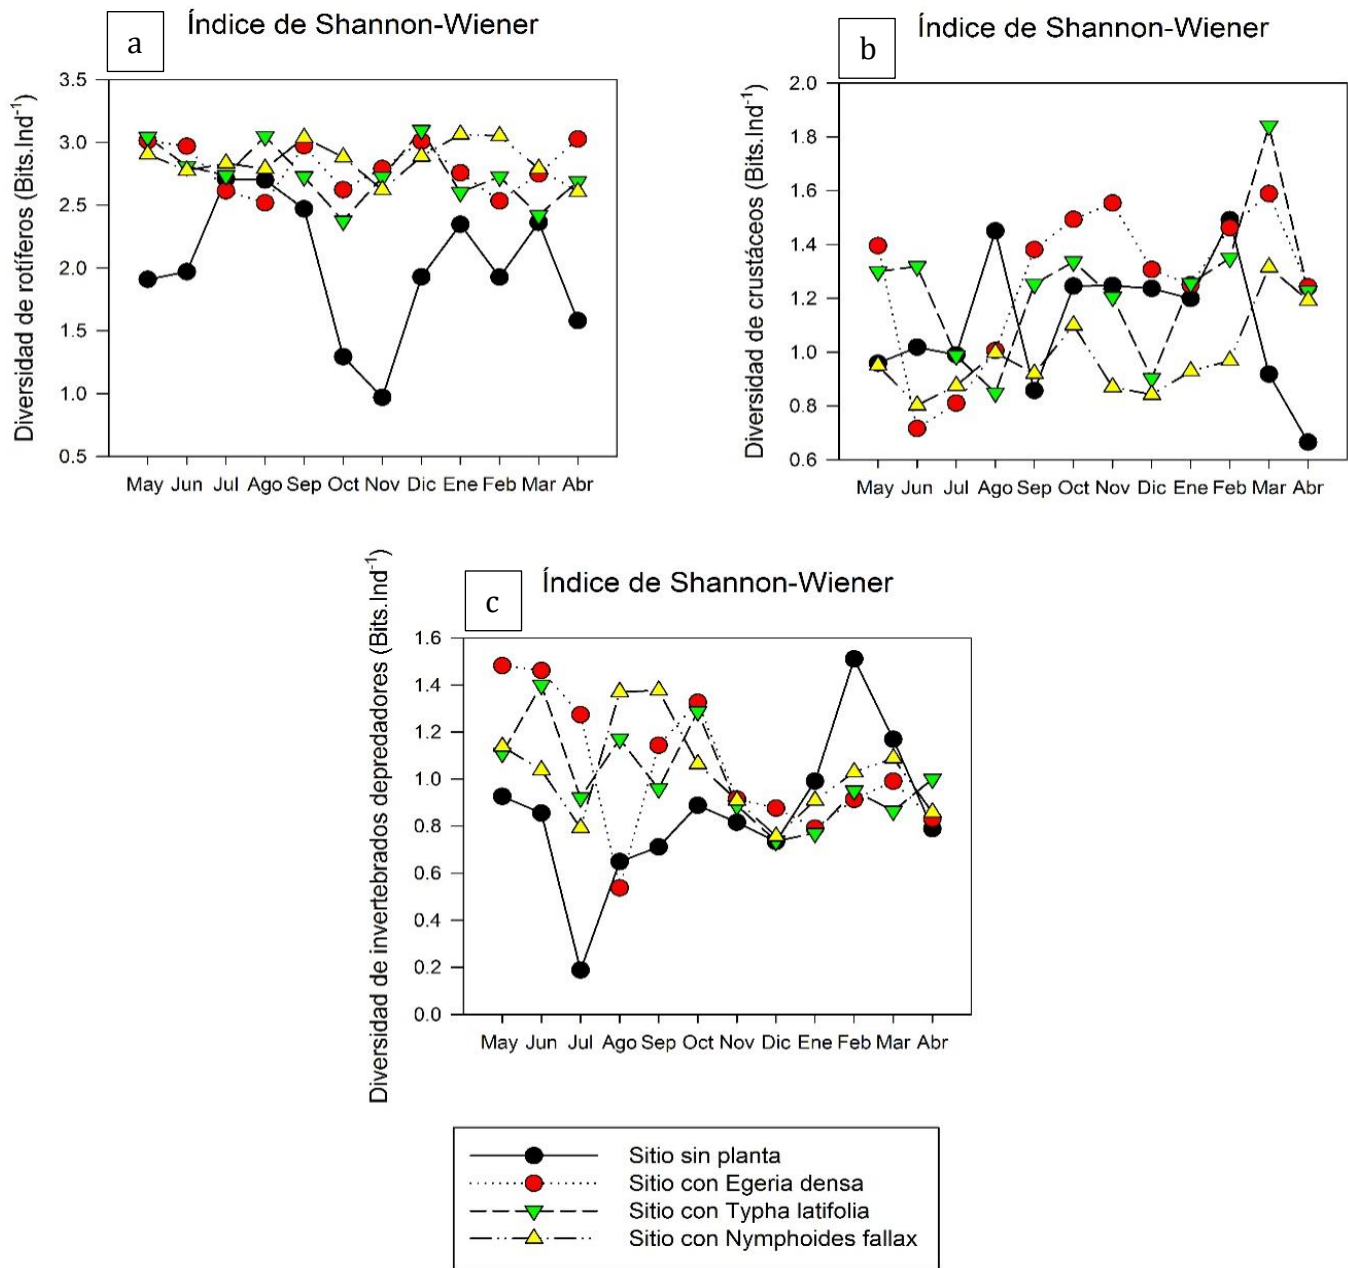 a
Índice de Shannon-Wiener
Diversidad de rotíferos (Bits.Ind⁻¹)
3.5
3.0
2.5
2.0
1.5
1.0
0.5
May Jun Jul Ago Sep Oct Nov Dic Ene Feb Mar Abr
b
Índice de Shannon-Wiener
Diversidad de crustáceos (Bits.Ind⁻¹)
2.0
1.8
1.6
1.4
1.2
1.0
0.8
0.6
May Jun Jul Ago Sep Oct Nov Dic Ene Feb Mar Abr
c
Índice de Shannon-Wiener
Diversidad de invertebrados depredadores (Bits.Ind⁻¹)
1.6
1.4
1.2
1.0
0.8
0.6
0.4
0.2
0.0
May Jun Jul Ago Sep Oct Nov Dic Ene Feb Mar Abr
Sitio sin planta
Sitio con Egeria densa
Sitio con Typha latifolia
Sitio con Nymphoides fallax